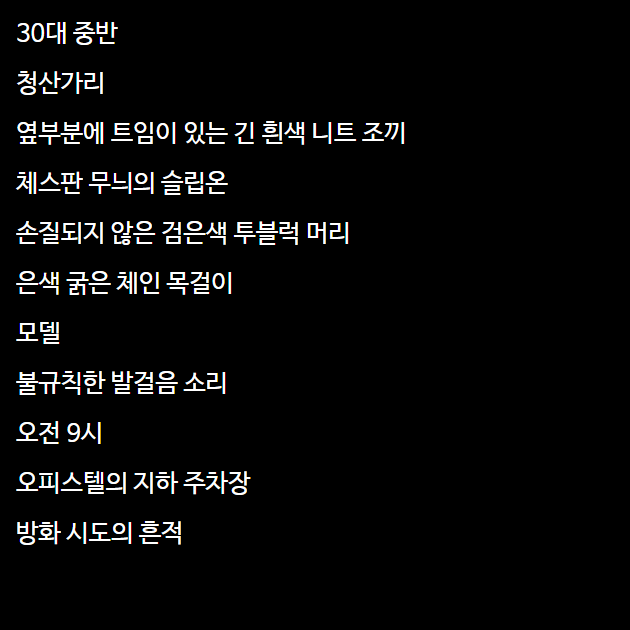 30대 중반
청산가리
옆부분에 트임이 있는 긴 흰색 니트 조끼
체스판 무늬의 슬립온
손질되지 않은 검은색 투블럭 머리
은색 굵은 체인 목걸이
모델
불규칙한 발걸음 소리
오전 9시
오피스텔의 지하 주차장
방화 시도의 흔적